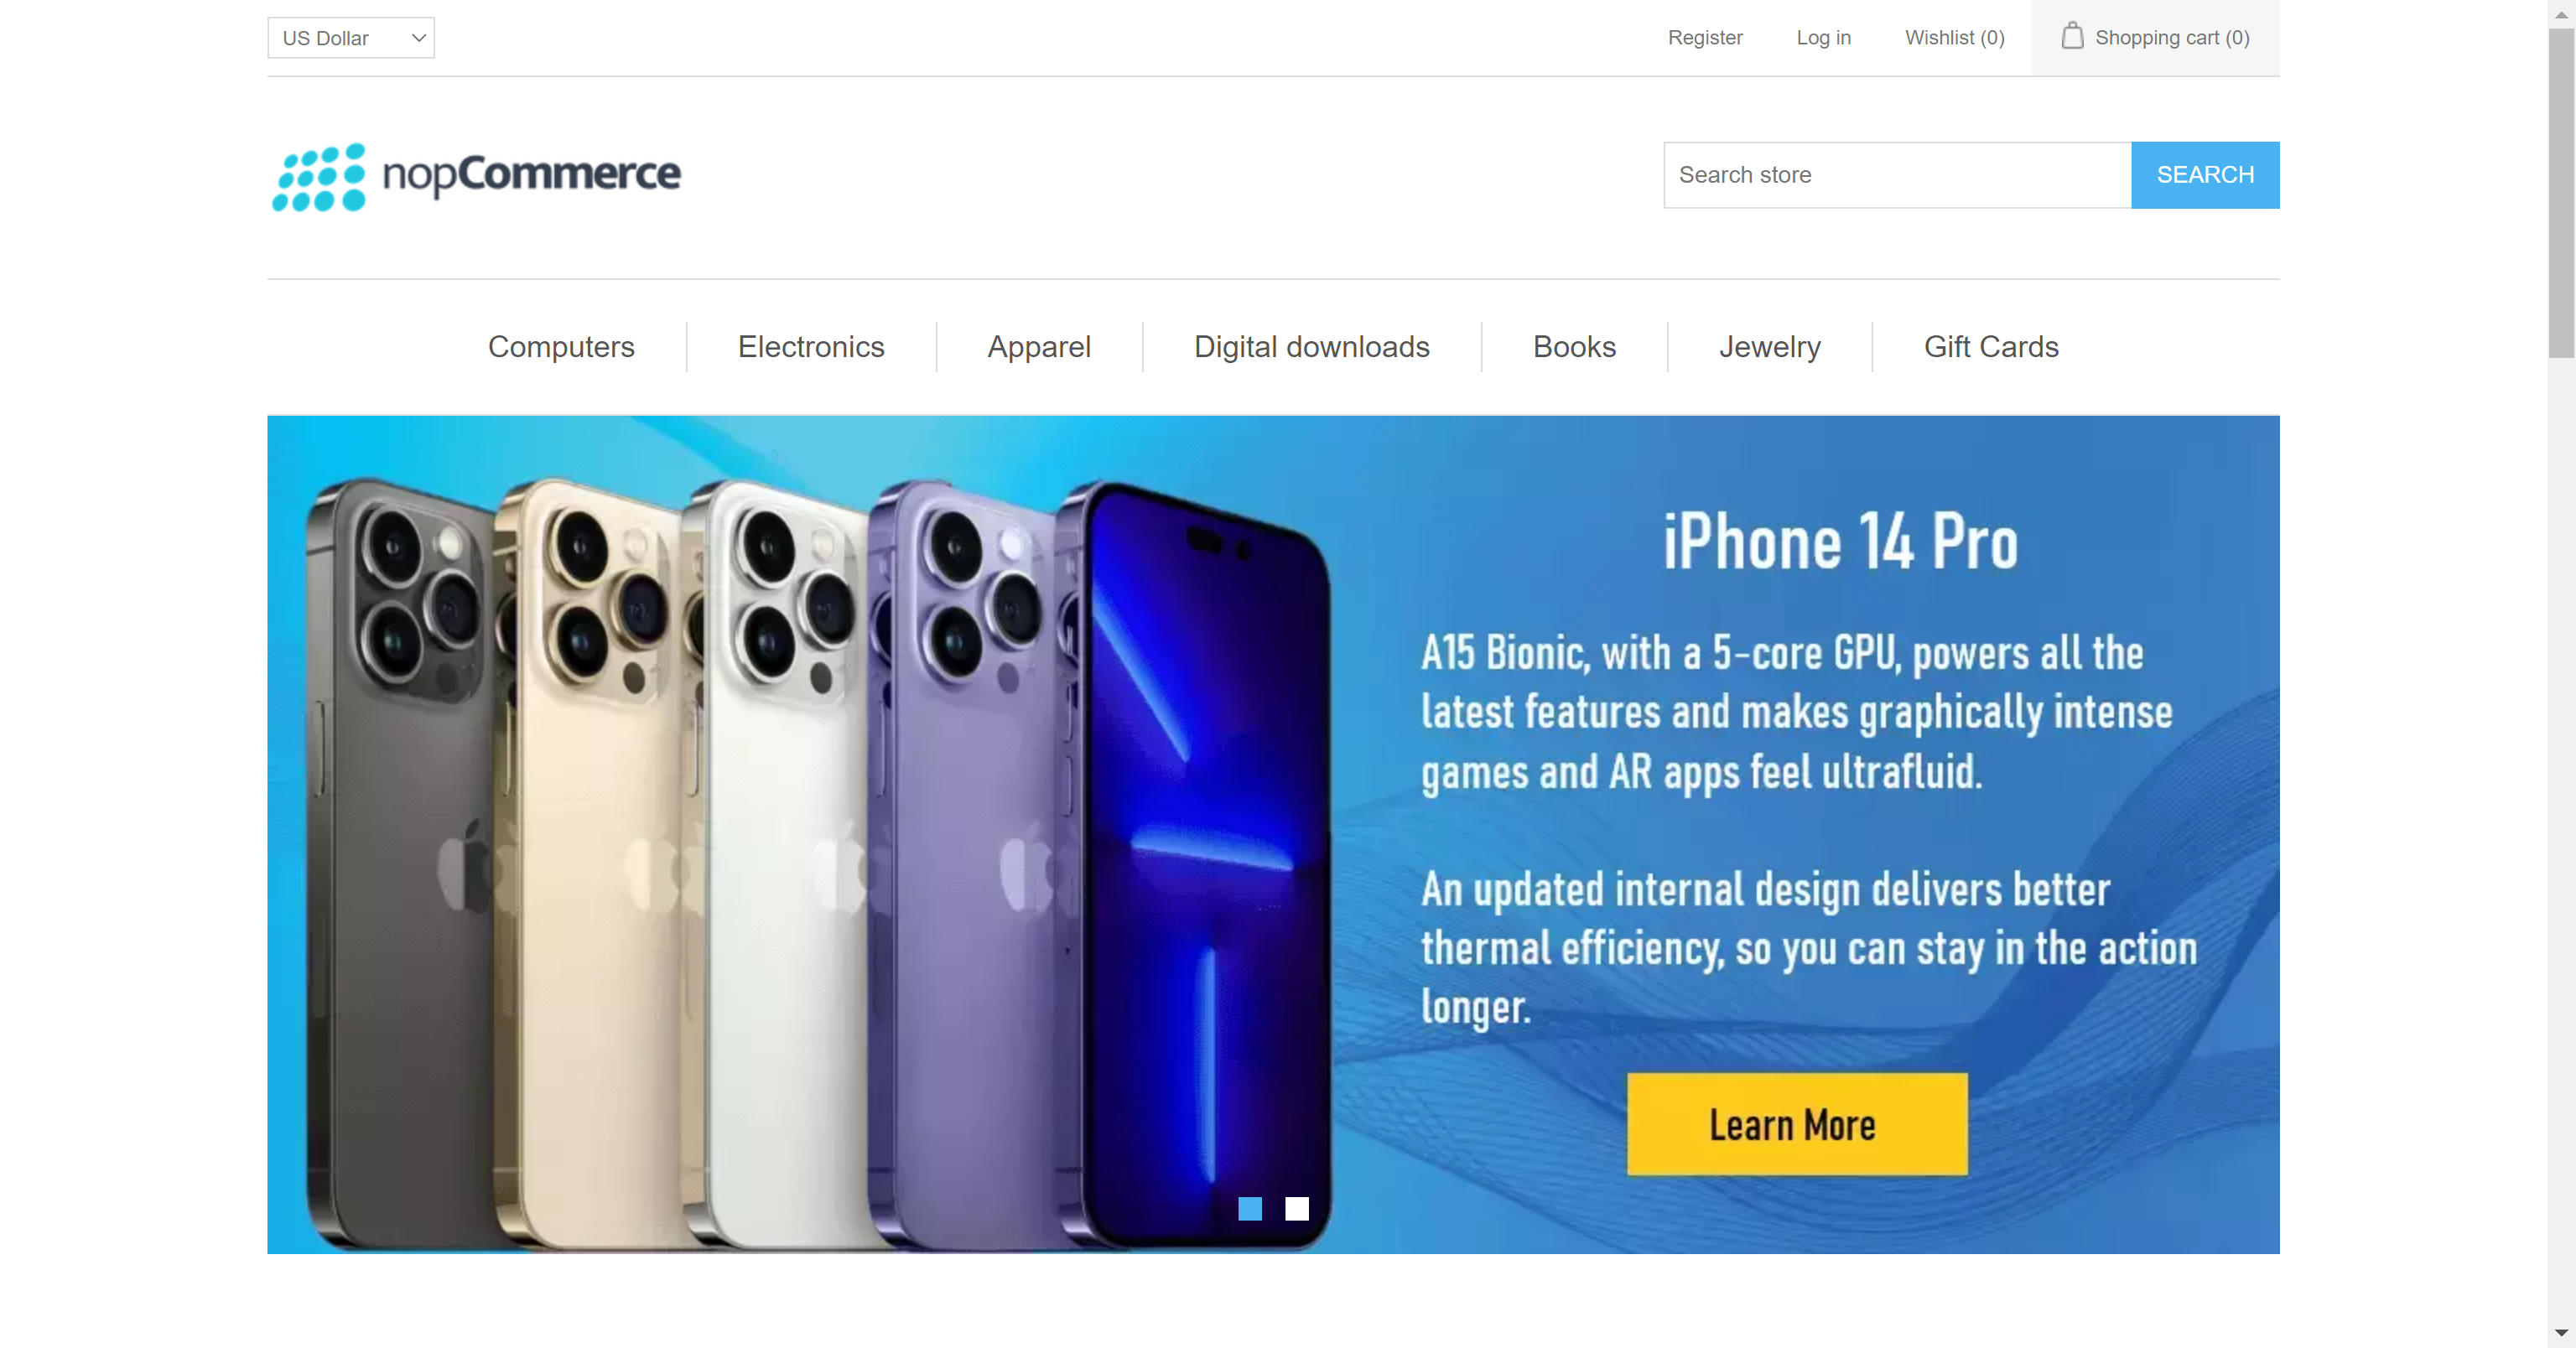 US Dollar
Register
Log in
Wishlist (0)
Shopping cart (0)
nopCommerce
Search store
SEARCH
Computers
Electronics
Apparel
Digital downloads
Books
Jewelry
Gift Cards
iPhone 14 Pro
A15 Bionic, with a 5-core GPU, powers all the
latest features and makes graphically intense
games and AR apps feel ultrafluid.
An updated internal design delivers better
thermal efficiency, so you can stay in the action
longer.
Learn More